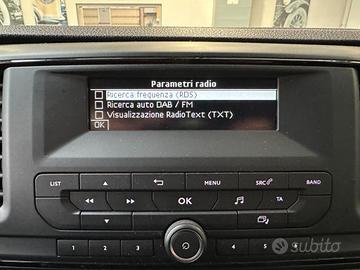 Parametri radio
Ricerca frequenza (RDS)
Ricerca auto DAB / FM
Visualizzazione RadioText (TXT)
OK
LIST
MENU
SRC
BAND
OK
TA
1 2 3 4 5 6
subito